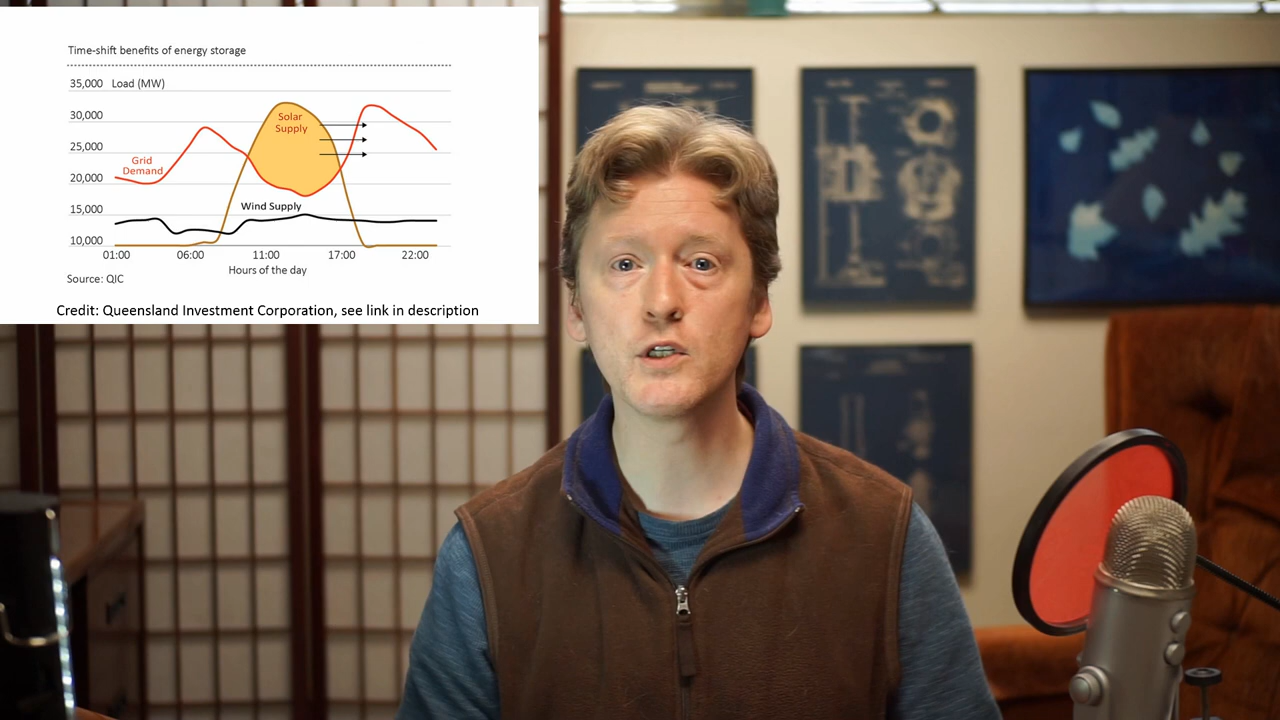 Time-shift benefits of energy storage
35,000 Load (MW)
30,000
25,000
20,000
15,000
10,000
Solar
Supply
Grid
Demand
Wind Supply
01:00 06:00 11:00 17:00 22:00
Hours of the day
Source: QIC
Credit: Queensland Investment Corporation, see link in description